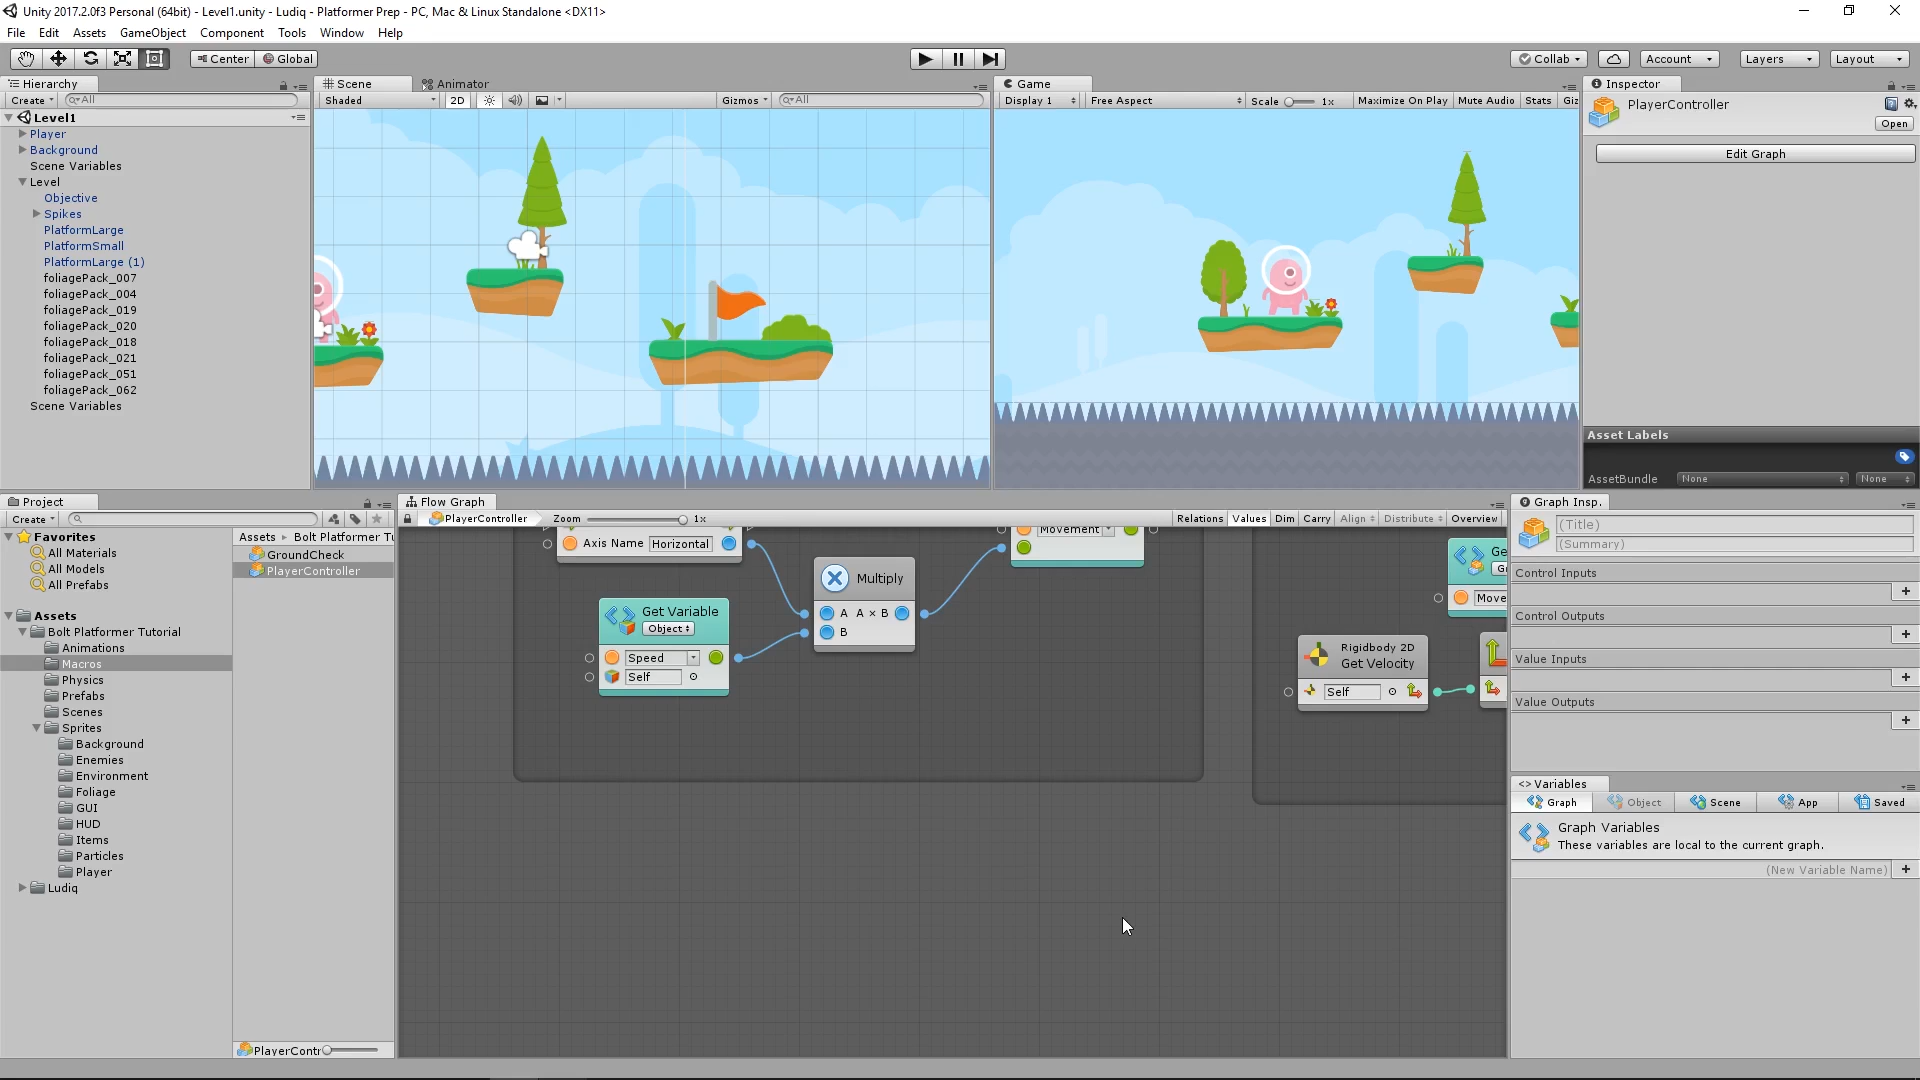 Unity 2017.2.0f3 Personal (64bit) - Level1.unity - Ludiq - Platformer Prep - PC, Mac & Linux Standalone <DX11>
File Edit Assets GameObject Component Tools Window Help
Center Global Collab Account Layers Layout
Hierarchy
Create All
Level1
Player
Background
Scene Variables
Level
Objective
Spikes
PlatformLarge
PlatformSmall
PlatformLarge (1)
foliagePack_007
foliagePack_004
foliagePack_019
foliagePack_020
foliagePack_018
foliagePack_021
foliagePack_051
foliagePack_062
Scene Variables
Scene Animator
Shaded 2D Gizmos All
Game
Display 1 Free Aspect Scale 1x Maximize On Play Mute Audio Stats Giz
Inspector
PlayerController
Open
Edit Graph
Asset Labels
AssetBundle None None
Project
Create
Favorites
All Materials
All Models
All Prefabs
Assets
Bolt Platformer Tutorial
Animations
Macros
Physics
Prefabs
Scenes
Sprites
Background
Enemies
Environment
Foliage
GUI
HUD
Items
Particles
Player
Ludiq
Assets Bolt Platformer Tu
GroundCheck
PlayerController
PlayerContr
Flow Graph
PlayerController Zoom 1x Relations Values Dim Carry Align Distribute Overview
Axis Name Horizontal
Movement
Multiply
A A × B
B
Get Variable
Object
Speed
Self
Rigidbody 2D
Get Velocity
Self
Ge
Gr
Move
Graph Insp.
(Title)
(Summary)
Control Inputs
Control Outputs
Value Inputs
Value Outputs
<> Variables
Graph Object Scene App Saved
Graph Variables
These variables are local to the current graph.
(New Variable Name)